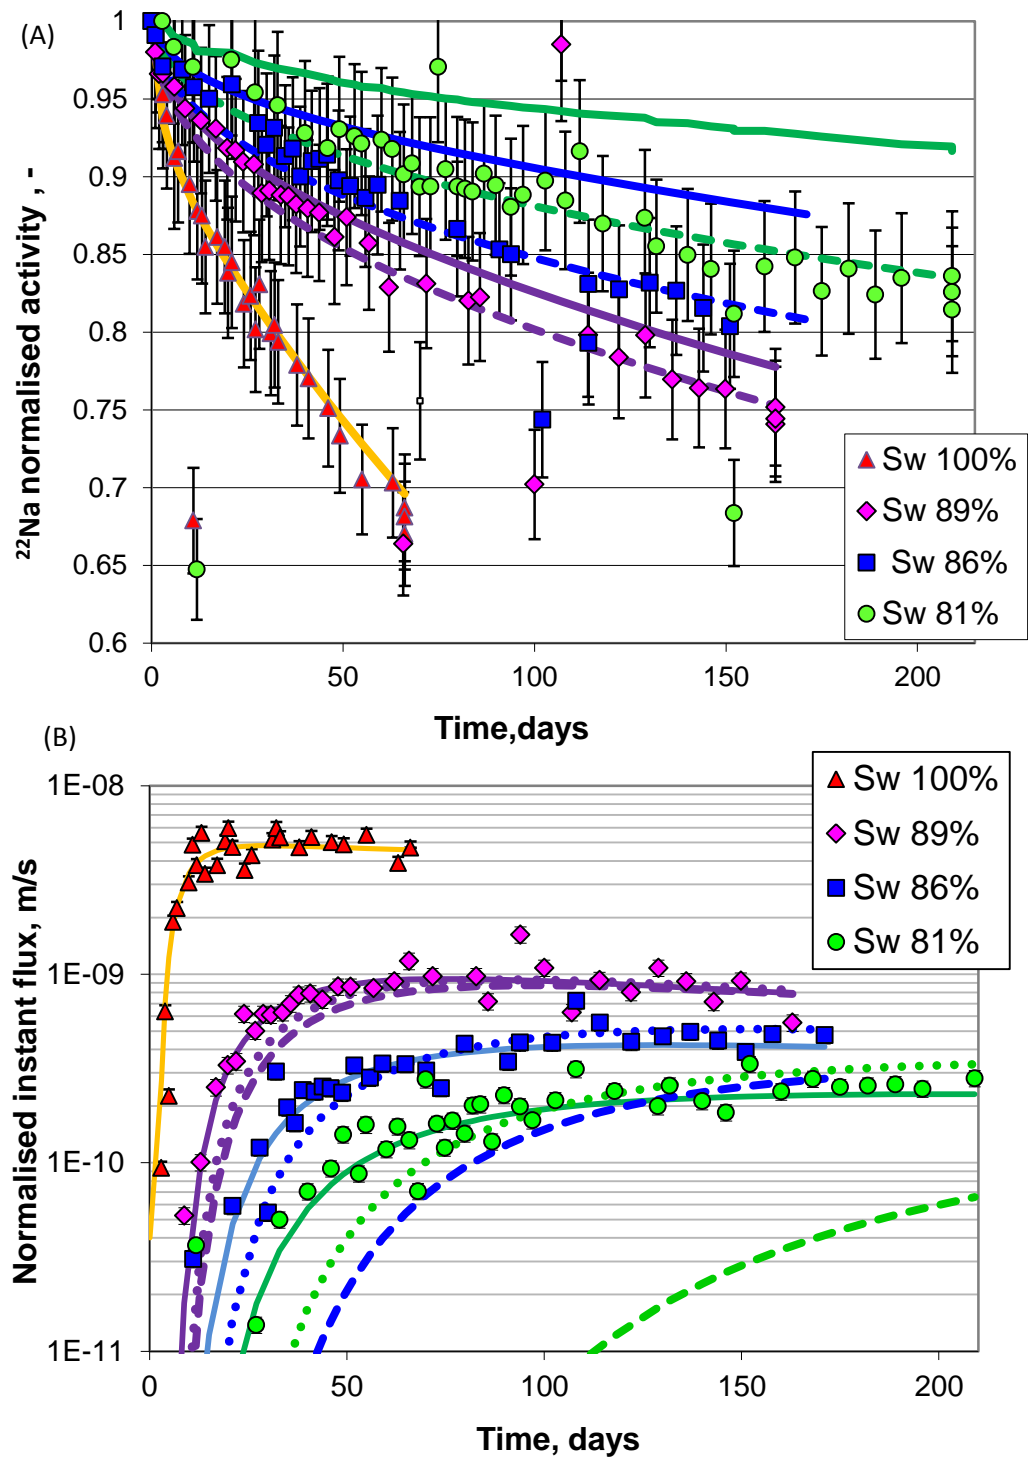 (A)
1
0.95
0.9
0.85
0.8
0.75
0.7
0.65
0.6
²²Na normalised activity , -
0
50
100
150
200
Time,days
Sw 100%
Sw 89%
Sw 86%
Sw 81%
(B)
1E-08
1E-09
1E-10
1E-11
Normalised instant flux, m/s
0
50
100
150
200
Time, days
Sw 100%
Sw 89%
Sw 86%
Sw 81%